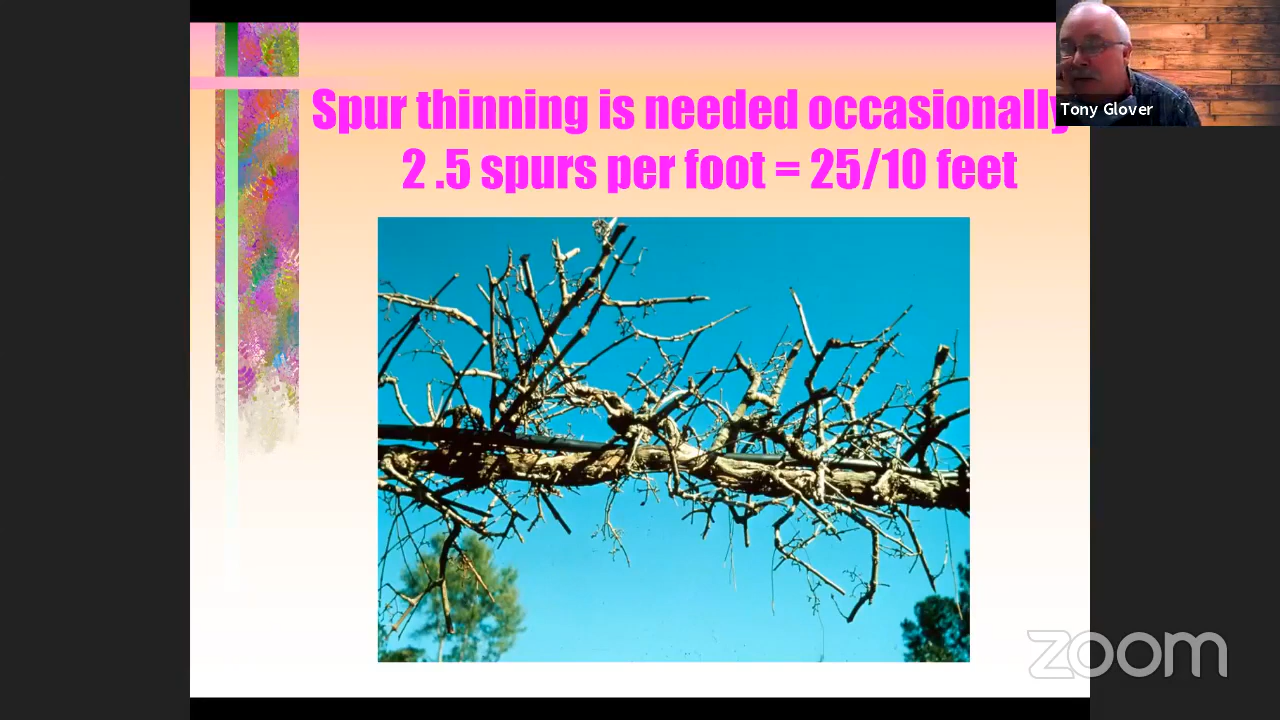 Spur thinning is needed occasionally
2 .5 spurs per foot = 25/10 feet
Tony Glover
zoom